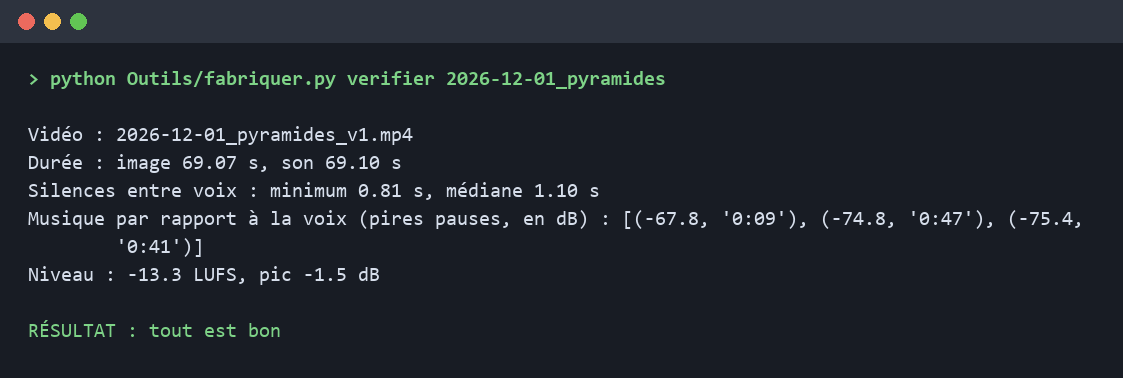 > python Outils/fabriquer.py verifier 2026-12-01_pyramides
Vidéo : 2026-12-01_pyramides_v1.mp4
Durée : image 69.07 s, son 69.10 s
Silences entre voix : minimum 0.81 s, médiane 1.10 s
Musique par rapport à la voix (pires pauses, en dB) : [(-67.8, '0:09'), (-74.8, '0:47'), (-75.4,
'0:41')]
Niveau : -13.3 LUFS, pic -1.5 dB
RÉSULTAT : tout est bon